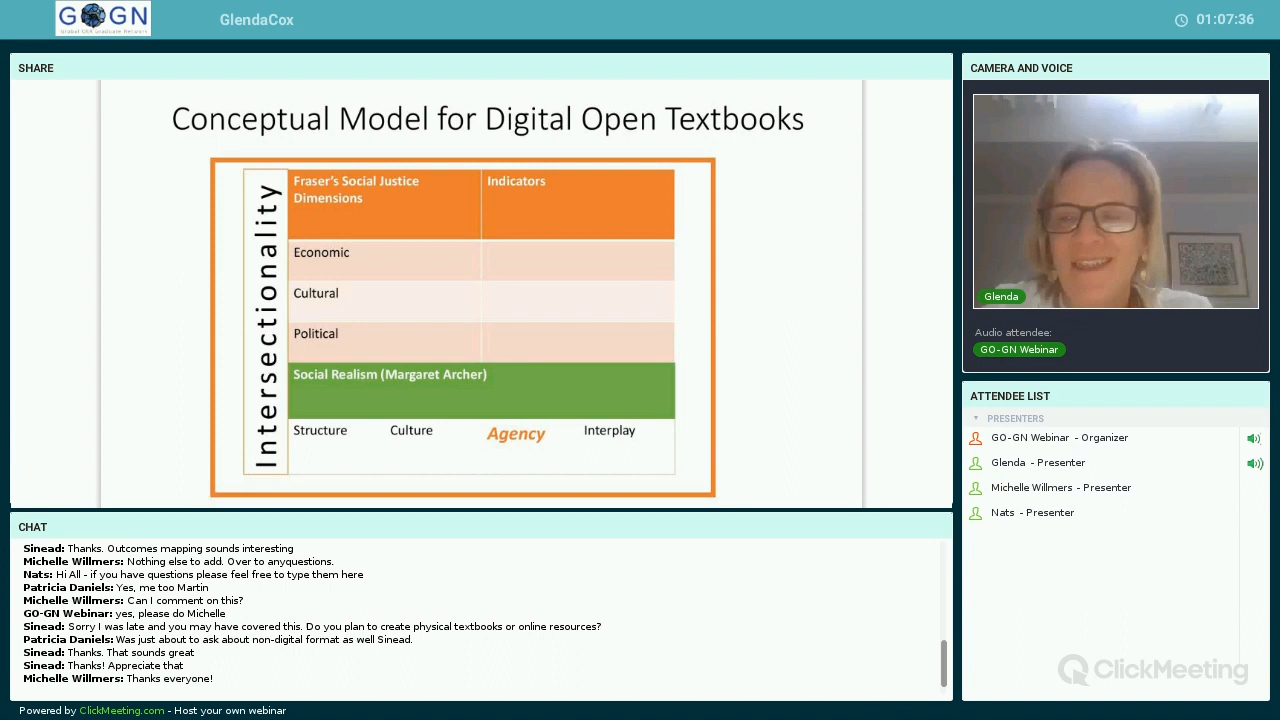 GO GN
Global OER Graduate Network
GlendaCox
01:07:36
SHARE
Conceptual Model for Digital Open Textbooks
Intersectionality
Fraser's Social Justice
Dimensions
Indicators
Economic
Cultural
Political
Social Realism (Margaret Archer)
Structure Culture Agency Interplay
CAMERA AND VOICE
Glenda
Audio attendee:
GO-GN Webinar
ATTENDEE LIST
PRESENTERS
GO-GN Webinar - Organizer
Glenda - Presenter
Michelle Willmers - Presenter
Nats - Presenter
ClickMeeting
CHAT
Sinead: Thanks. Outcomes mapping sounds interesting
Michelle Willmers: Nothing else to add. Over to anyquestions.
Nats: Hi All - if you have questions please feel free to type them here
Patricia Daniels: Yes, me too Martin
Michelle Willmers: Can I comment on this?
GO-GN Webinar: yes, please do Michelle
Sinead: Sorry I was late and you may have covered this. Do you plan to create physical textbooks or online resources?
Patricia Daniels: Was just about to ask about non-digital format as well Sinead.
Sinead: Thanks. That sounds great
Sinead: Thanks! Appreciate that
Michelle Willmers: Thanks everyone!
Powered by ClickMeeting.com - Host your own webinar